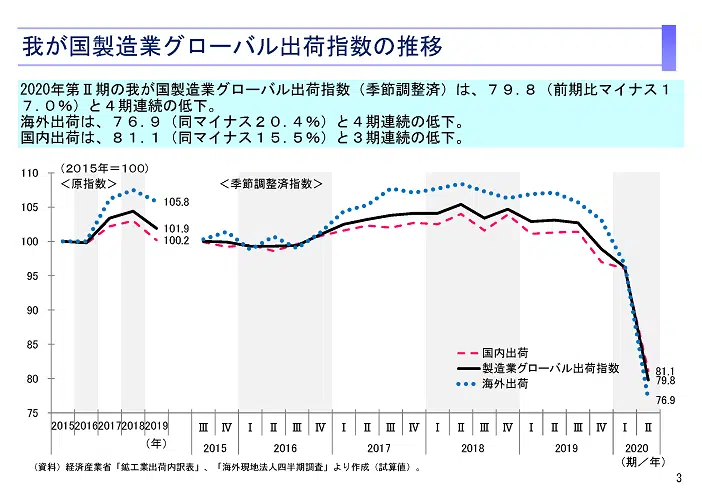 我が国製造業グローバル出荷指数の推移
2020年第Ⅱ期の我が国製造業グローバル出荷指数（季節調整済）は、７９.８（前期比マイナス１
７.０％）と４期連続の低下。
海外出荷は、７６.９（同マイナス２０.４％）と４期連続の低下。
国内出荷は、８１.１（同マイナス１５.５％）と３期連続の低下。
（2015年＝100）
＜原指数＞
＜季節調整済指数＞
110
105
100
95
90
85
80
75
105.8
101.9
100.2
国内出荷
製造業グローバル出荷指数
海外出荷
81.1
79.8
76.9
2015 2016 2017 2018 2019 Ⅲ Ⅳ Ⅰ Ⅱ Ⅲ Ⅳ Ⅰ Ⅱ Ⅲ Ⅳ Ⅰ Ⅱ Ⅲ Ⅳ Ⅰ Ⅱ Ⅲ Ⅳ Ⅰ Ⅱ
（年） 2015 2016 2017 2018 2019 2020
（期／年）
（資料）経済産業省「鉱工業出荷内訳表」、「海外現地法人四半期調査」より作成（試算値）。
3